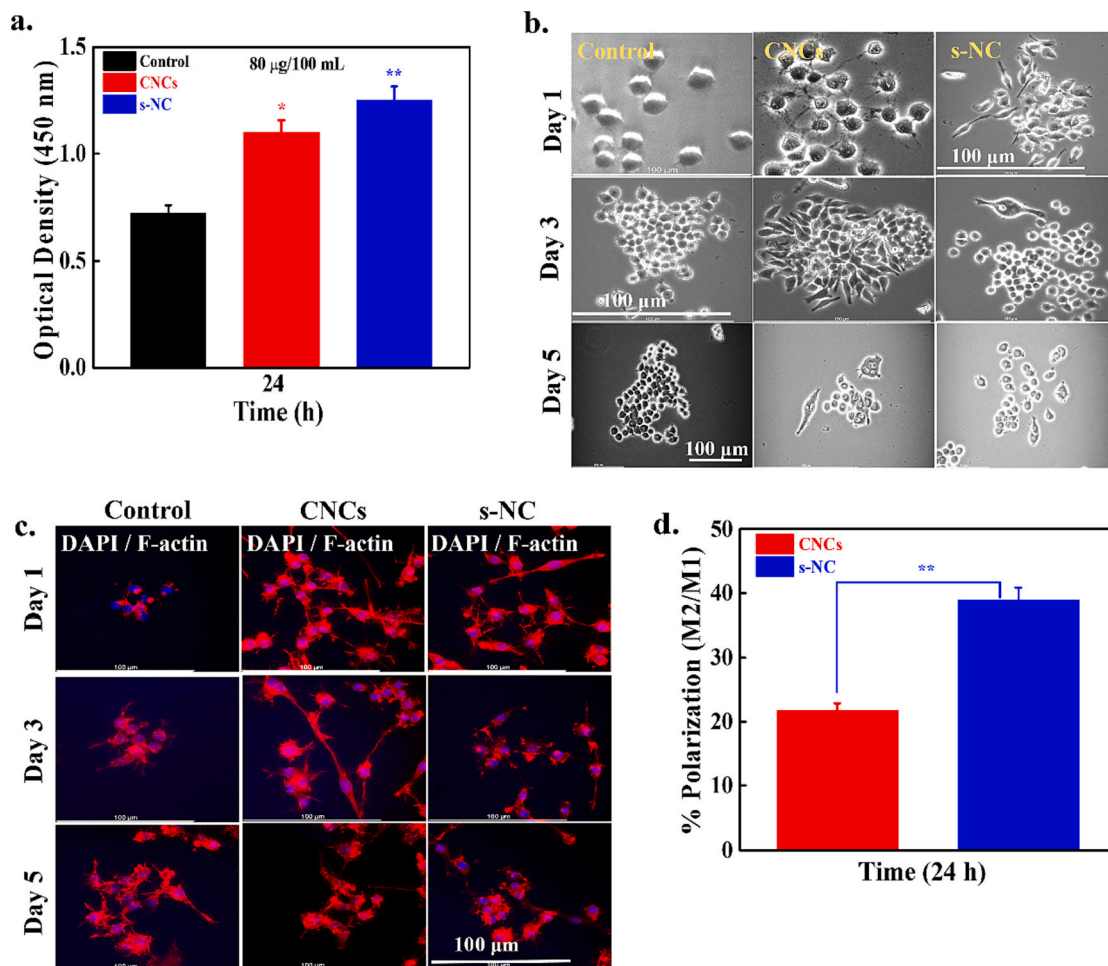 a.
1.5
1.0
0.5
0.0
Optical Density (450 nm)
Control
CNCs
s-NC
80 μg/100 mL
*
**
24
Time (h)
b.
Control
CNCs
s-NC
Day 1
100 μm
100 μm
Day 3
100 μm
Day 5
100 μm
c.
Control
CNCs
s-NC
DAPI / F-actin
DAPI / F-actin
DAPI / F-actin
Day 1
100 μm
100 μm
100 μm
Day 3
100 μm
100 μm
100 μm
Day 5
100 μm
d.
50
40
30
20
10
0
% Polarization (M2/M1)
CNCs
s-NC
**
Time (24 h)